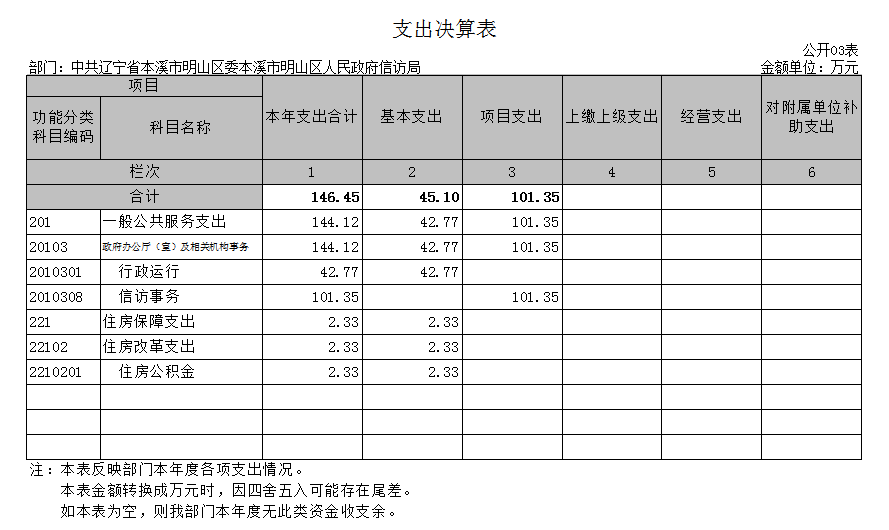 支出决算表
公开03表
部门：中共辽宁省本溪市明山区委本溪市明山区人民政府信访局 金额单位：万元
项目 本年支出合计 基本支出 项目支出 上缴上级支出 经营支出 对附属单位补助支出
功能分类科目编码 科目名称
栏次 1 2 3 4 5 6
合计 146.45 45.10 101.35
201 一般公共服务支出 144.12 42.77 101.35
20103 政府办公厅（室）及相关机构事务 144.12 42.77 101.35
2010301 行政运行 42.77 42.77
2010308 信访事务 101.35 101.35
221 住房保障支出 2.33 2.33
22102 住房改革支出 2.33 2.33
2210201 住房公积金 2.33 2.33
注：本表反映部门本年度各项支出情况。
本表金额转换成万元时，因四舍五入可能存在尾差。
如本表为空，则我部门本年度无此类资金收支余。